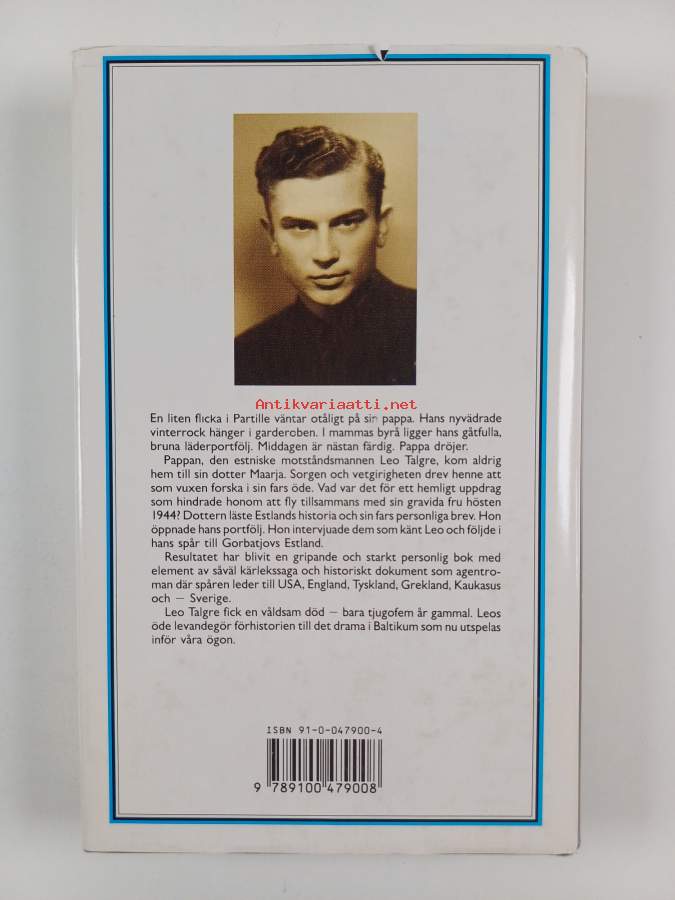 Antikvariaatti.net
En liten flicka i Partille väntar otåligt på sin pappa. Hans nyvädrade
vinterrock hänger i garderoben. I mammas byrå ligger hans gåtfulla,
bruna läderportfölj. Middagen är nästan färdig. Pappa dröjer.
Pappan, den estniske motståndsmannen Leo Talgre, kom aldrig
hem till sin dotter Maarja. Sorgen och vetgirigheten drev henne att
som vuxen forska i sin fars öde. Vad var det för ett hemligt uppdrag
som hindrade honom att fly tillsammans med sin gravida fru hösten
1944? Dottern läste Estlands historia och sin fars personliga brev. Hon
öppnade hans portfölj. Hon intervjuade dem som känt Leo och följde i
hans spår till Gorbatjovs Estland.
Resultatet har blivit en gripande och starkt personlig bok med
element av såväl kärlekssaga och historiskt dokument som agentro-
man där spåren leder till USA, England, Tyskland, Grekland, Kaukasus
och — Sverige.
Leo Talgre fick en våldsam död — bara tjugofem år gammal. Leos
öde levandegör förhistorien till det drama i Baltikum som nu utspelas
inför våra ögon.
ISBN 91-0-047900-4
9 789100 479008